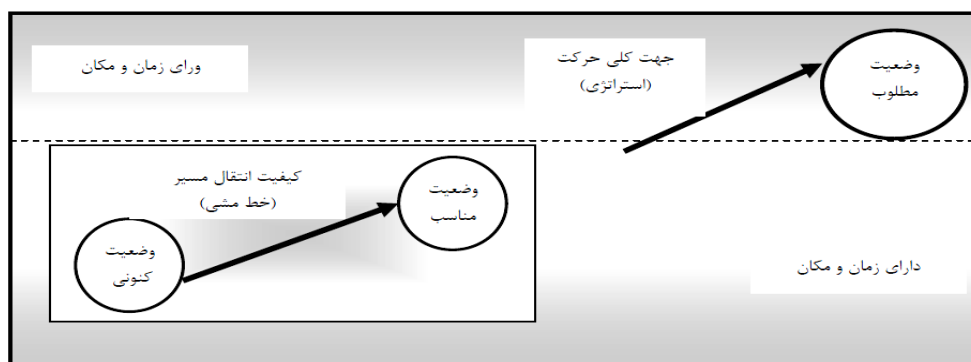 ورای زمان و مکان
جهت کلی حرکت
(استراتژی)
وضعیت
مطلوب
کیفیت انتقال مسیر
(خط مشی)
وضعیت
مناسب
وضعیت
کنونی
دارای زمان و مکان